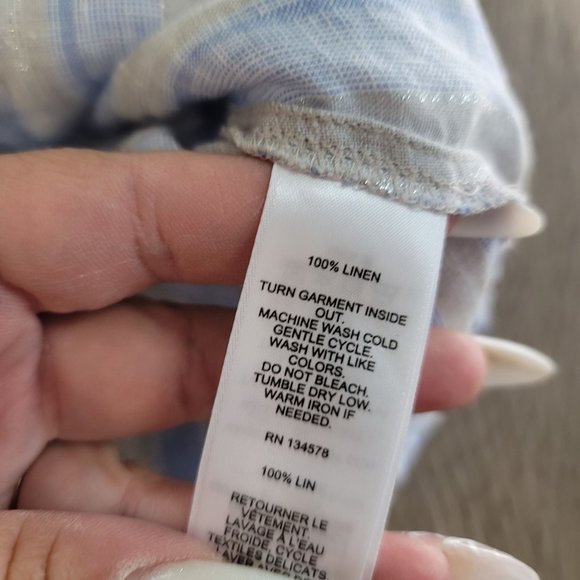 100% LINEN
TURN GARMENT INSIDE
OUT.
MACHINE WASH COLD
GENTLE CYCLE.
WASH WITH LIKE
COLORS.
DO NOT BLEACH.
TUMBLE DRY LOW.
WARM IRON IF
NEEDED.
RN 134578
100% LIN
RETOURNER LE
VÊTEMENT.
LAVAGE À L'EAU
FROIDE, CYCLE
TEXTILES DÉLICATS
LAVER AVEC